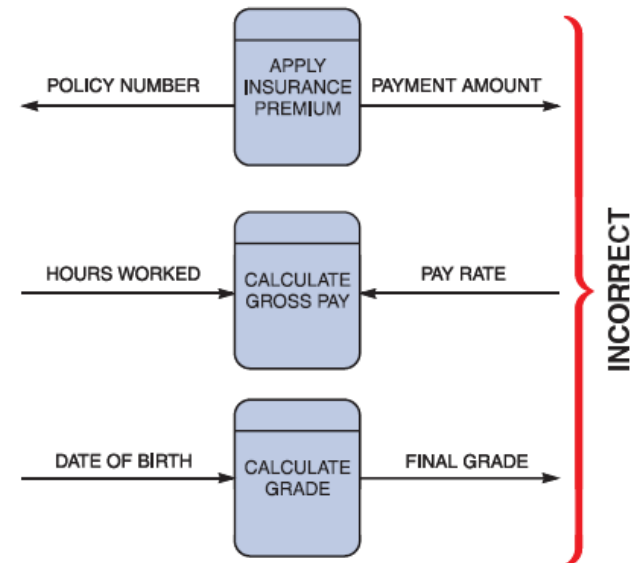 POLICY NUMBER
APPLY
INSURANCE
PREMIUM
PAYMENT AMOUNT
HOURS WORKED
CALCULATE
GROSS PAY
PAY RATE
DATE OF BIRTH
CALCULATE
GRADE
FINAL GRADE
INCORRECT